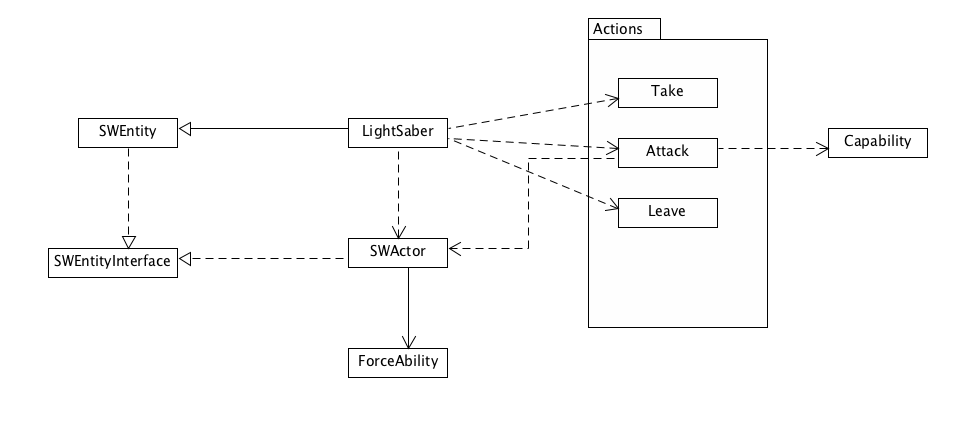 Actions
Take
SWEntity
LightSaber
Attack
Capability
Leave
SWEntityInterface
SWActor
ForceAbility